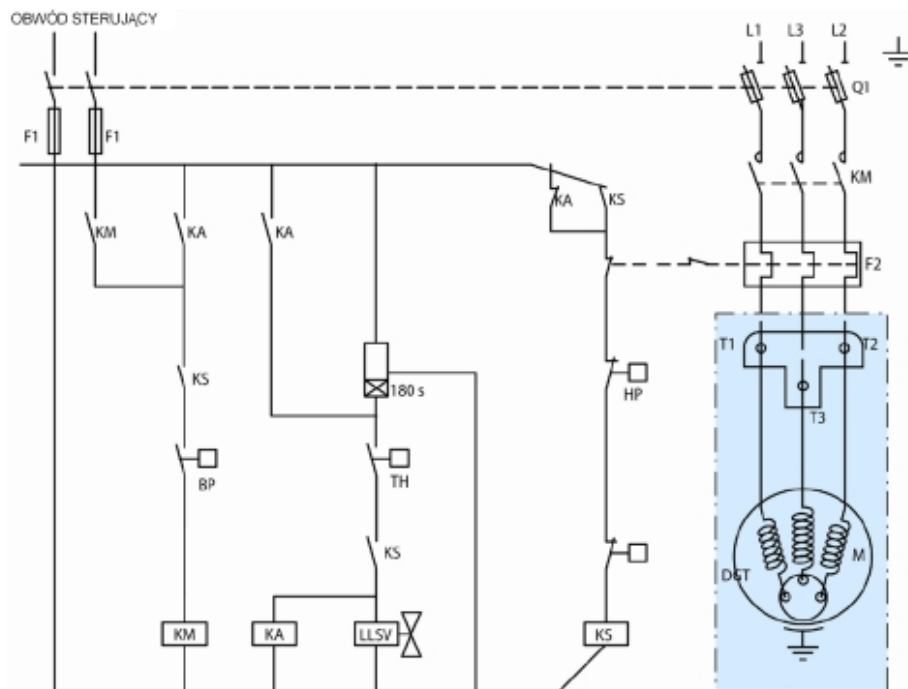 OBWÓD STERUJĄCY
L1 L3 L2
Q1
F1 F1
KM KA KA KA KS KM
F2
T1 T2
KS 180 s HP
T3
BP TH
KS
DGT M
KM KA LLSV KS